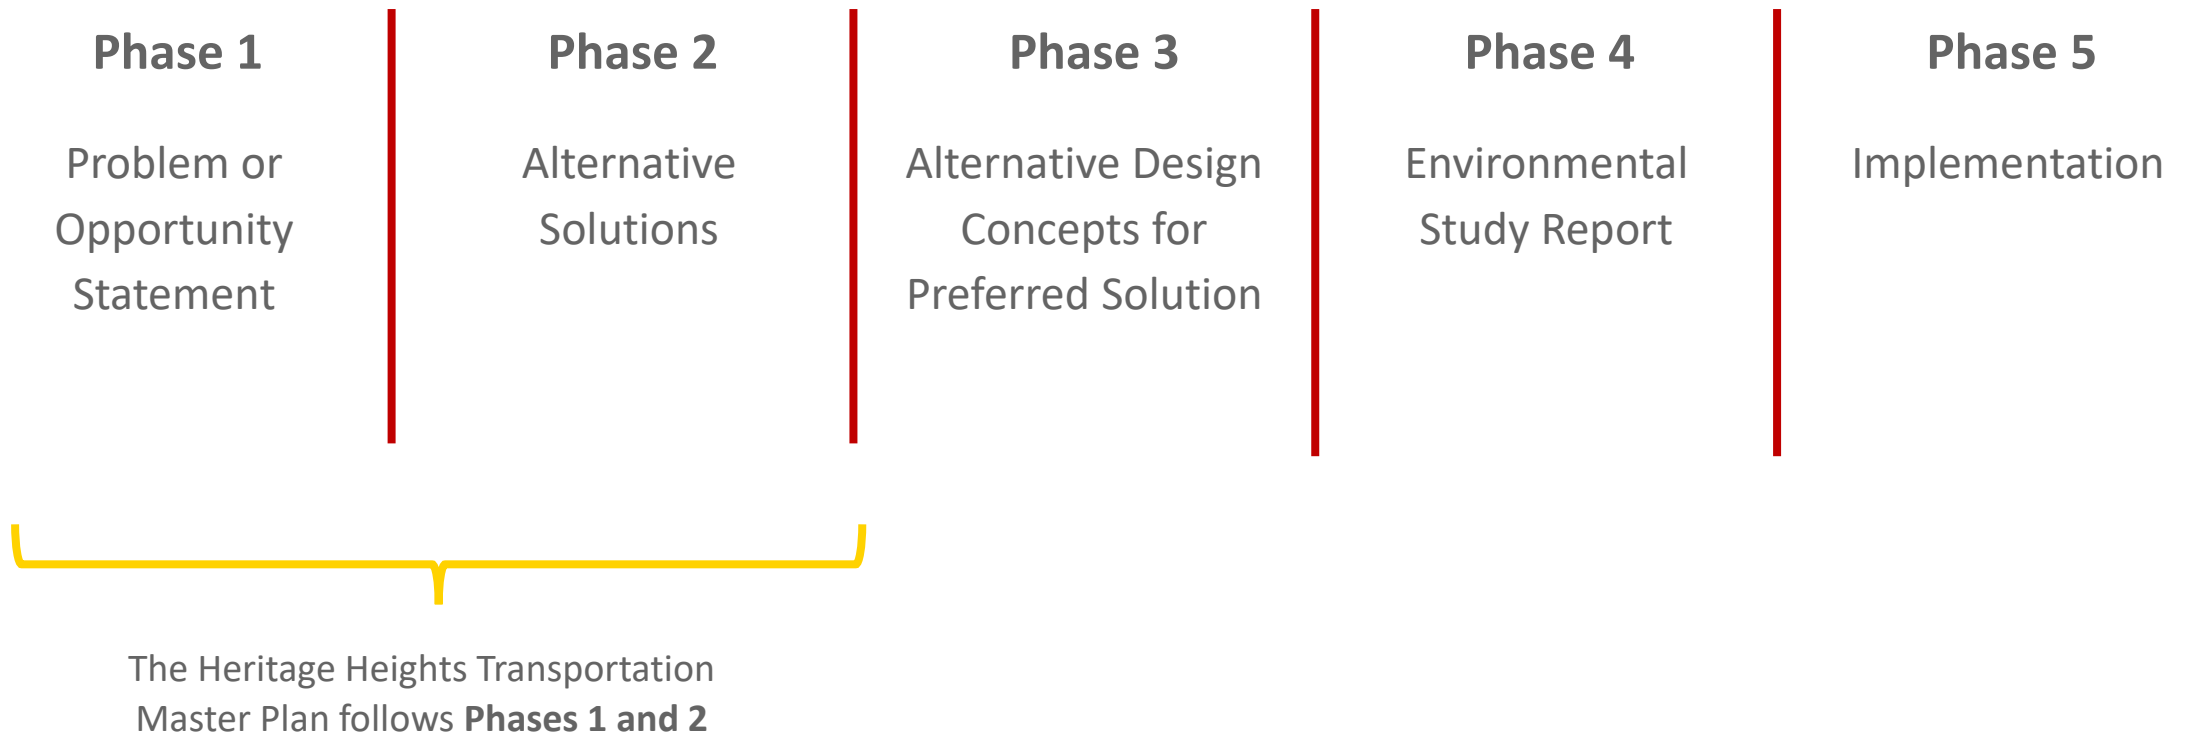 Phase 1
Problem or
Opportunity
Statement
Phase 2
Alternative
Solutions
Phase 3
Alternative Design
Concepts for
Preferred Solution
Phase 4
Environmental
Study Report
Phase 5
Implementation
The Heritage Heights Transportation
Master Plan follows Phases 1 and 2